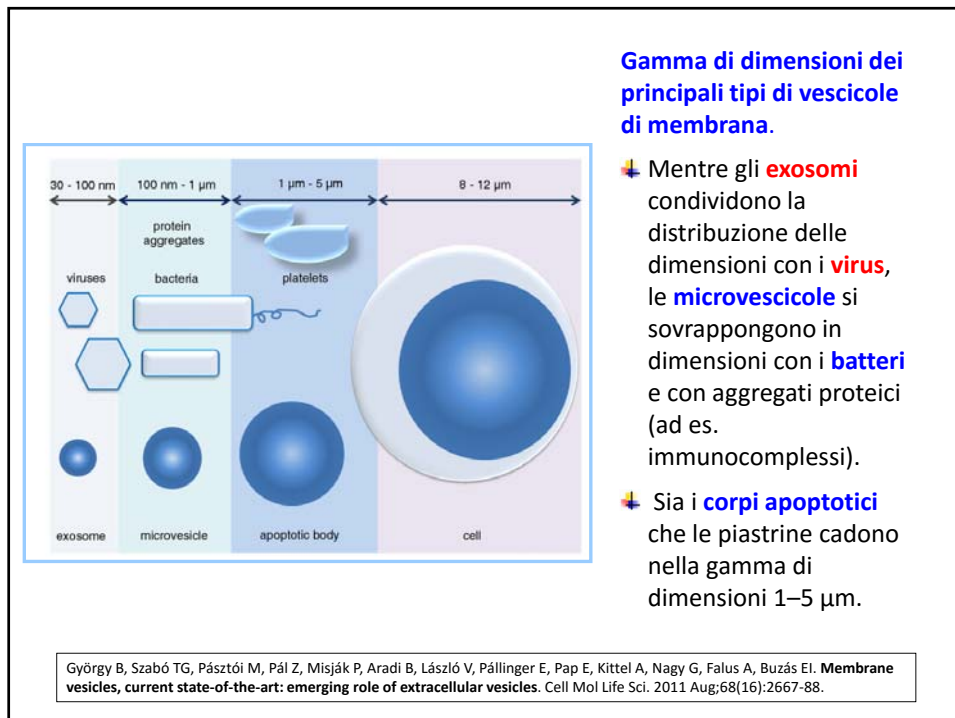 Gamma di dimensioni dei
principali tipi di vescicole
di membrana.
Mentre gli exosomi
condividono la
distribuzione delle
dimensioni con i virus,
le microvescicole si
sovrappongono in
dimensioni con i batteri
e con aggregati proteici
(ad es.
immunocomplessi).
Sia i corpi apoptotici
che le piastrine cadono
nella gamma di
dimensioni 1–5 µm.
30 - 100 nm 100 nm - 1 µm 1 µm - 5 µm 8 - 12 µm
protein
aggregates
viruses bacteria platelets
exosome microvesicle apoptotic body cell
György B, Szabó TG, Pásztói M, Pál Z, Misják P, Aradi B, László V, Pállinger E, Pap E, Kittel A, Nagy G, Falus A, Buzás EI. Membrane
vesicles, current state-of-the-art: emerging role of extracellular vesicles. Cell Mol Life Sci. 2011 Aug;68(16):2667-88.